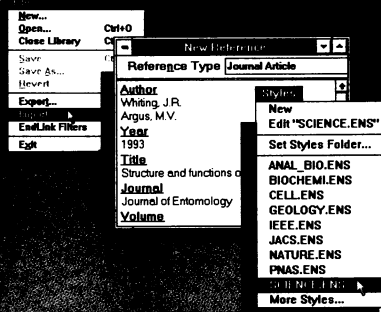 New...
Open... Ctrl+O
Close Library
Save
Save As...
Revert
Export...
Import
EndLink Filters
Exit
New Reference
Reference Type Journal Article
Author
Whiting, J.R.
Argus, M.V.
Year
1993
Title
Structure and functions o
Journal
Journal of Entomology
Volume
Styles
New
Edit "SCIENCE.ENS"
Set Styles Folder...
ANAL_BIO.ENS
BIOCHEMI.ENS
CELL.ENS
GEOLOGY.ENS
IEEE.ENS
JACS.ENS
NATURE.ENS
PNAS.ENS
SCIENCE.ENS
More Styles...